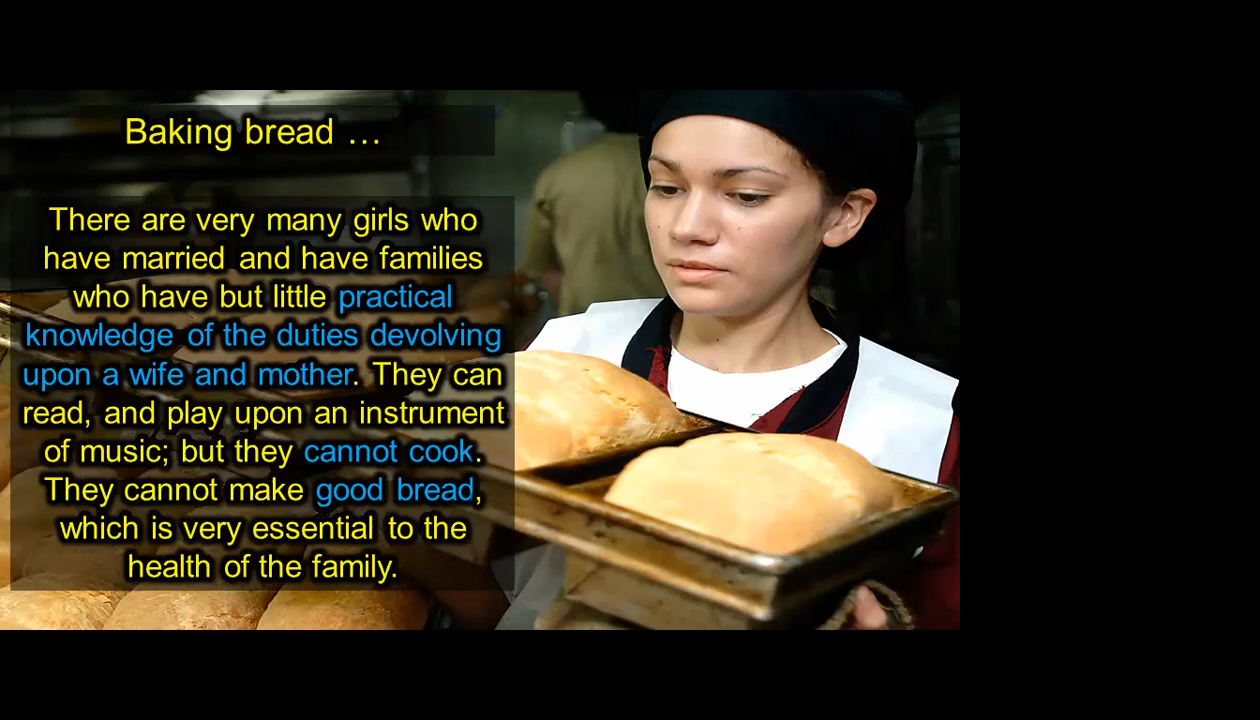 Baking bread …
There are very many girls who
have married and have families
who have but little practical
knowledge of the duties devolving
upon a wife and mother. They can
read, and play upon an instrument
of music; but they cannot cook.
They cannot make good bread,
which is very essential to the
health of the family.